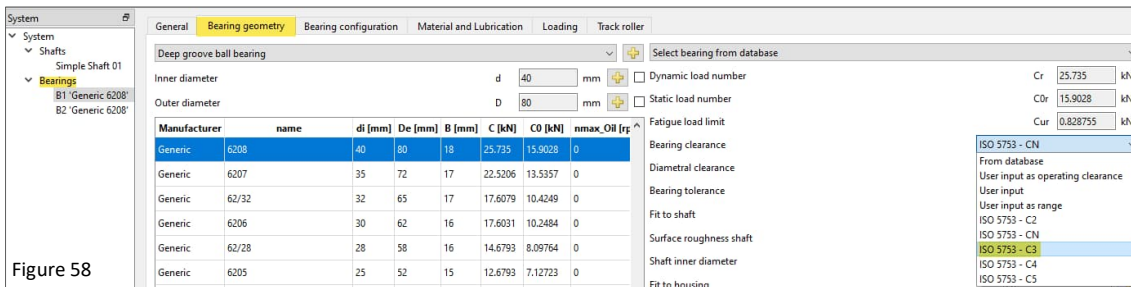 System
System
Shafts
Simple Shaft 01
Bearings
B1 'Generic 6208'
B2 'Generic 6208'
General Bearing geometry Bearing configuration Material and Lubrication Loading Track roller
Deep groove ball bearing
Inner diameter d 40 mm
Outer diameter D 80 mm
Manufacturer name di [mm] De [mm] B [mm] C [kN] C0 [kN] nmax_Oil [rp
Generic 6208 40 80 18 25.735 15.9028 0
Generic 6207 35 72 17 22.5206 13.5357 0
Generic 62/32 32 65 17 17.6079 10.4249 0
Generic 6206 30 62 16 17.6031 10.2484 0
Generic 62/28 28 58 16 14.6793 8.09764 0
Generic 6205 25 52 15 12.6793 7.12723 0
Select bearing from database
Dynamic load number Cr 25.735 kN
Static load number C0r 15.9028 kN
Fatigue load limit Cur 0.828755 kN
Bearing clearance ISO 5753 - CN
Diametral clearance
Bearing tolerance
Fit to shaft
Surface roughness shaft
Shaft inner diameter
Fit to housing
From database
User input as operating clearance
User input
User input as range
ISO 5753 - C2
ISO 5753 - CN
ISO 5753 - C3
ISO 5753 - C4
ISO 5753 - C5
Figure 58